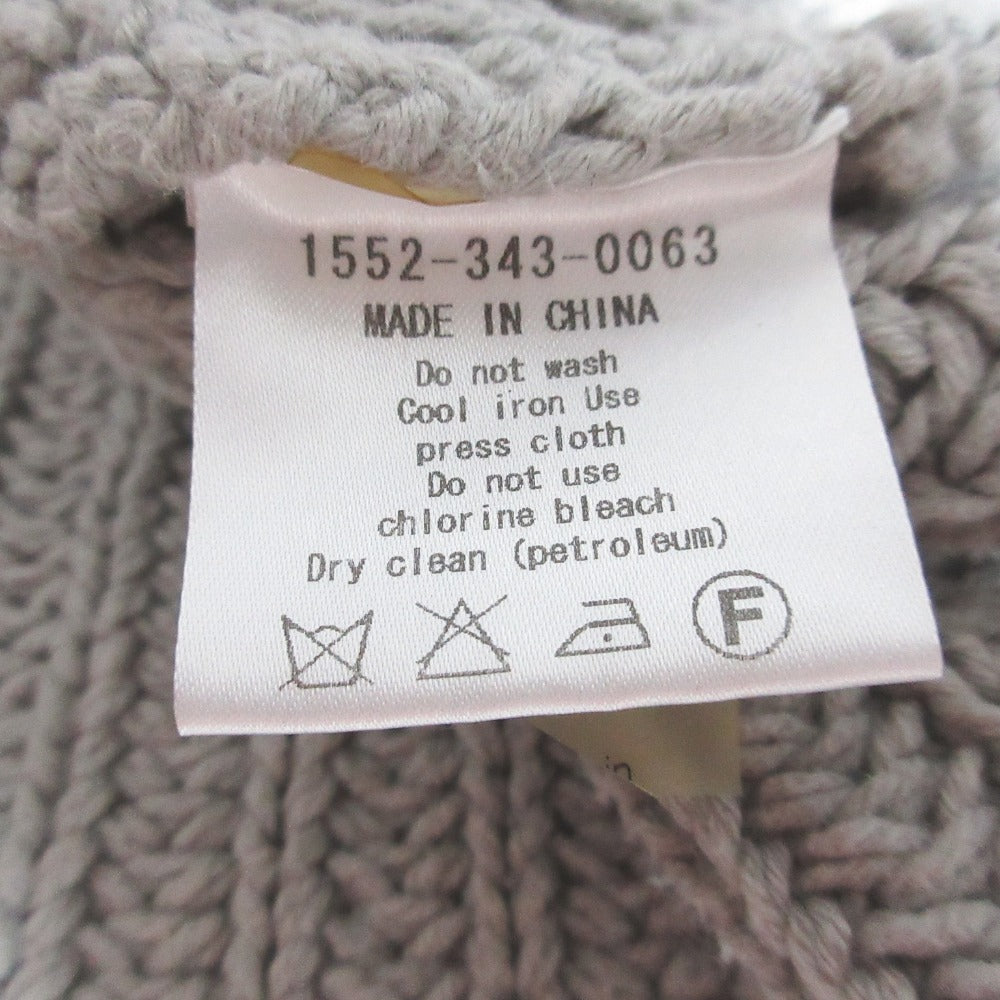 1552-343-0063
MADE IN CHINA
Do not wash
Cool iron Use
press cloth
Do not use
chlorine bleach
Dry clean (petroleum)
F
in